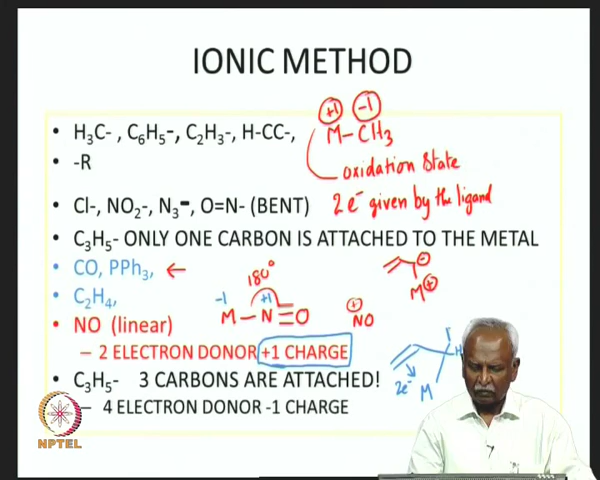 IONIC METHOD
+1 -1
• H₃C- , C₆H₅-, C₂H₃-, H-CC-, M-CH₃
• -R oxidation state
• Cl-, NO₂-, N₃-, O=N- (BENT) 2e⁻ given by the ligand
• C₃H₅- ONLY ONE CARBON IS ATTACHED TO THE METAL
• CO, PPh₃, ← 180° ⊖
M⊕
• C₂H₄, -1 +1 ⊕
• NO (linear) M-N≡O NO
– 2 ELECTRON DONOR +1 CHARGE
H
• C₃H₅- 3 CARBONS ARE ATTACHED!
2e⁻ M
– 4 ELECTRON DONOR -1 CHARGE
NPTEL